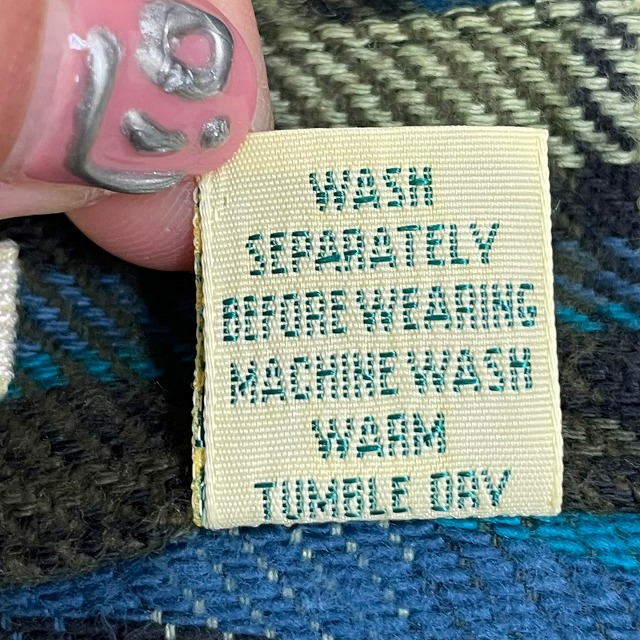 WASH
SEPARATELY
BEFORE WEARING
MACHINE WASH
WARM
TUMBLE DRY